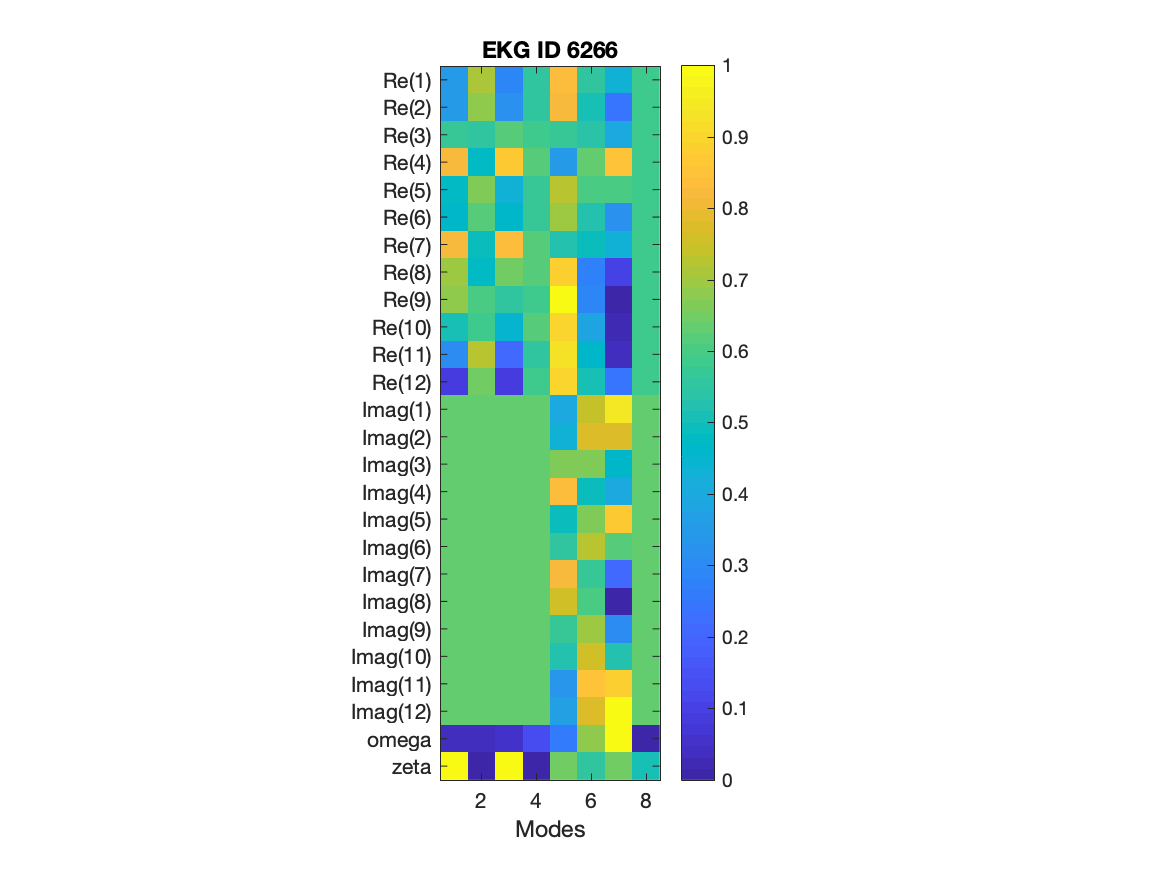 EKG ID 6266
Re(1)
Re(2)
Re(3)
Re(4)
Re(5)
Re(6)
Re(7)
Re(8)
Re(9)
Re(10)
Re(11)
Re(12)
Imag(1)
Imag(2)
Imag(3)
Imag(4)
Imag(5)
Imag(6)
Imag(7)
Imag(8)
Imag(9)
Imag(10)
Imag(11)
Imag(12)
omega
zeta
2 4 6 8
Modes
1
0.9
0.8
0.7
0.6
0.5
0.4
0.3
0.2
0.1
0